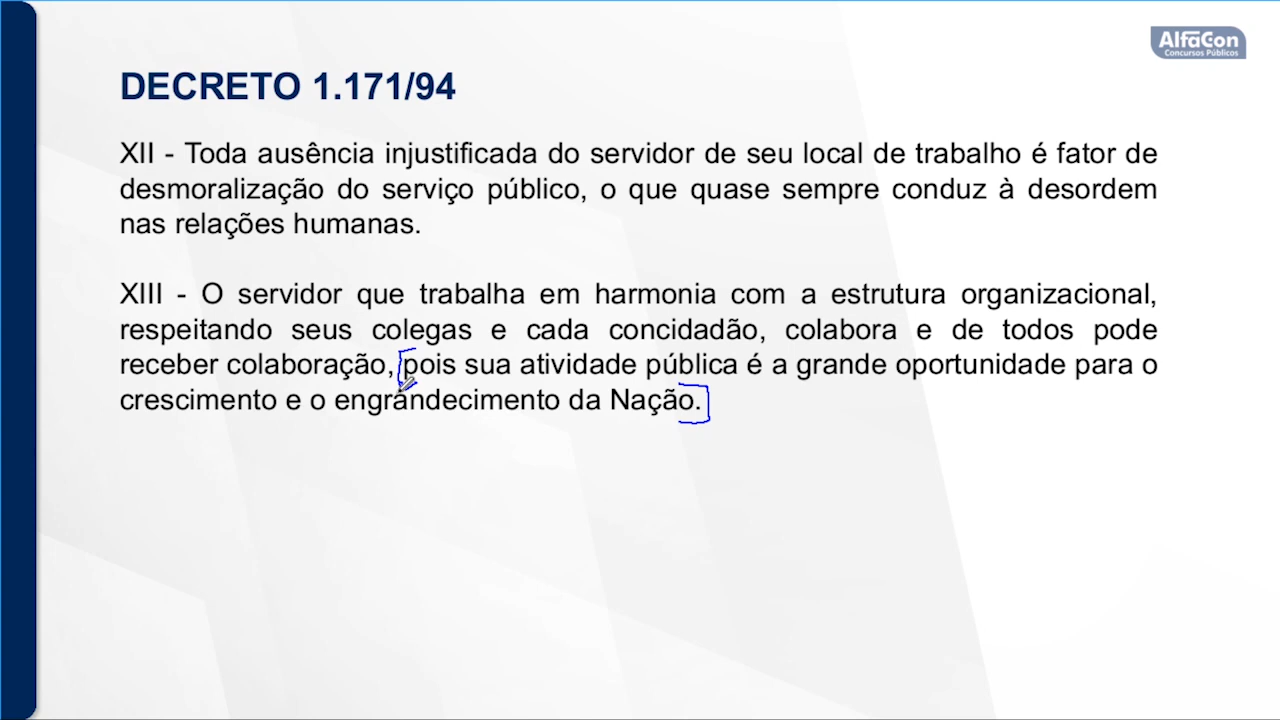 AlfaCon
Concursos Públicos
DECRETO 1.171/94
XII - Toda ausência injustificada do servidor de seu local de trabalho é fator de
desmoralização do serviço público, o que quase sempre conduz à desordem
nas relações humanas.
XIII - O servidor que trabalha em harmonia com a estrutura organizacional,
respeitando seus colegas e cada concidadão, colabora e de todos pode
receber colaboração, pois sua atividade pública é a grande oportunidade para o
crescimento e o engrandecimento da Nação.